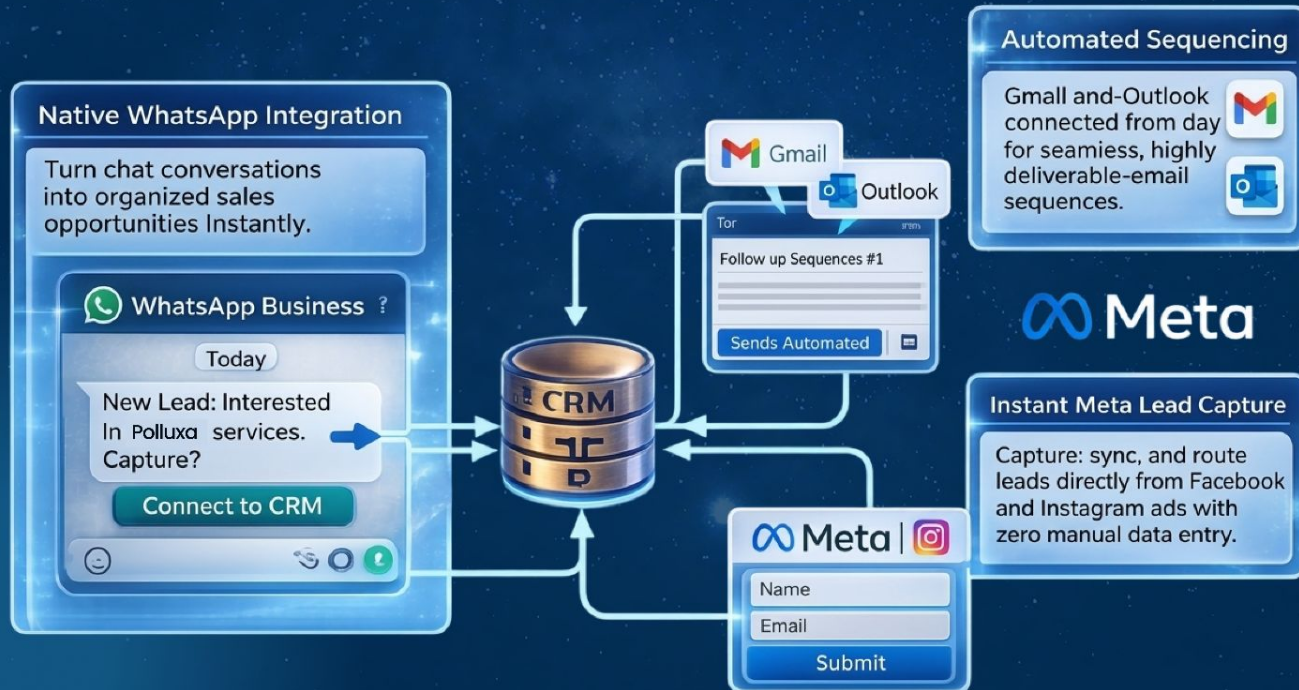 Native WhatsApp Integration
Turn chat conversations
into organized sales
opportunities Instantly.
WhatsApp Business ?
Today
New Lead: Interested
In Polluxa services.
Capture?
Connect to CRM
CRM
Gmail
Outlook
Tor
Follow up Sequences #1
Sends Automated
Meta
Name
Email
Submit
Automated Sequencing
Gmall and-Outlook
connected from day
for seamiess, highly
deliverable-email
sequences.
Meta
Instant Meta Lead Capture
Capture: sync, and route
leads directly from Facebook
and Instagram ads with
zero manual data entry.